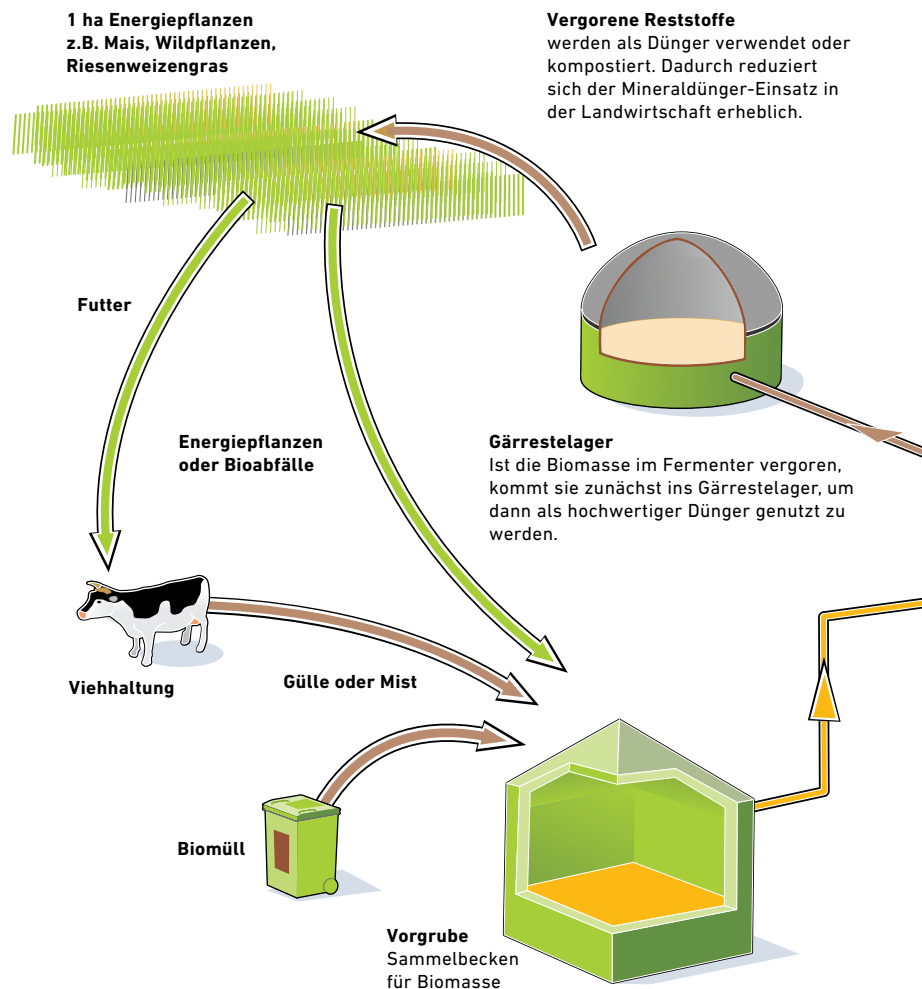 1 ha Energiepflanzen
z.B. Mais, Wildpflanzen,
Riesenweizengras
Vergorene Reststoffe
werden als Dünger verwendet oder
kompostiert. Dadurch reduziert
sich der Mineraldünger-Einsatz in
der Landwirtschaft erheblich.
Futter
Energiepflanzen
oder Bioabfälle
Gärrestelager
Ist die Biomasse im Fermenter vergoren,
kommt sie zunächst ins Gärrestelager, um
dann als hochwertiger Dünger genutzt zu
werden.
Viehhaltung
Gülle oder Mist
Biomüll
Vorgrube
Sammelbecken
für Biomasse